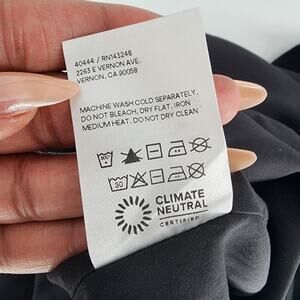 40444 / RN143248
2263 E VERNON AVE.
VERNON, CA 90058
MACHINE WASH COLD SEPARATELY.
DO NOT BLEACH, DRY FLAT, IRON
MEDIUM HEAT. DO NOT DRY CLEAN
30
CLIMATE
NEUTRAL
CERTIFIED